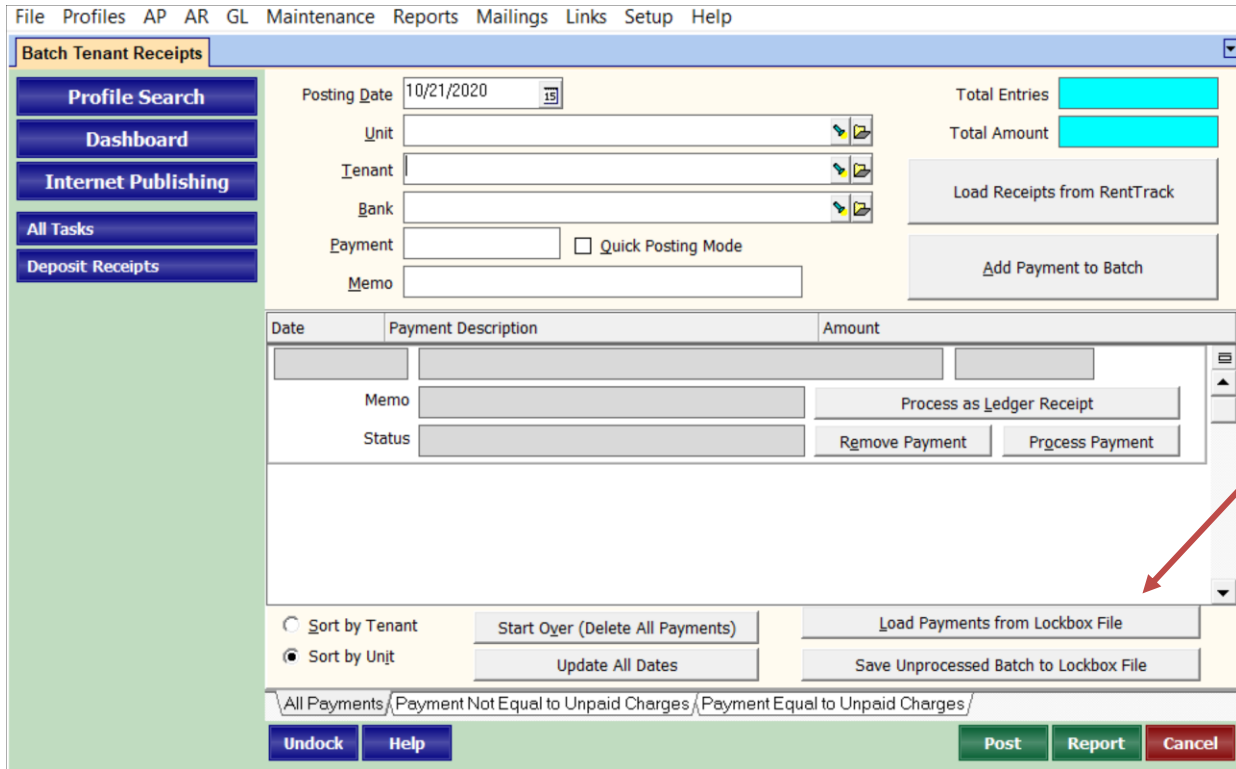 File Profiles AP AR GL Maintenance Reports Mailings Links Setup Help
Batch Tenant Receipts
Profile Search
Dashboard
Internet Publishing
All Tasks
Deposit Receipts
Posting Date 10/21/2020 15
Unit
Tenant
Bank
Payment Quick Posting Mode
Memo
Total Entries
Total Amount
Load Receipts from RentTrack
Add Payment to Batch
Date Payment Description Amount
Memo Process as Ledger Receipt
Status Remove Payment Process Payment
Sort by Tenant Start Over (Delete All Payments) Load Payments from Lockbox File
Sort by Unit Update All Dates Save Unprocessed Batch to Lockbox File
All Payments Payment Not Equal to Unpaid Charges Payment Equal to Unpaid Charges
Undock Help Post Report Cancel